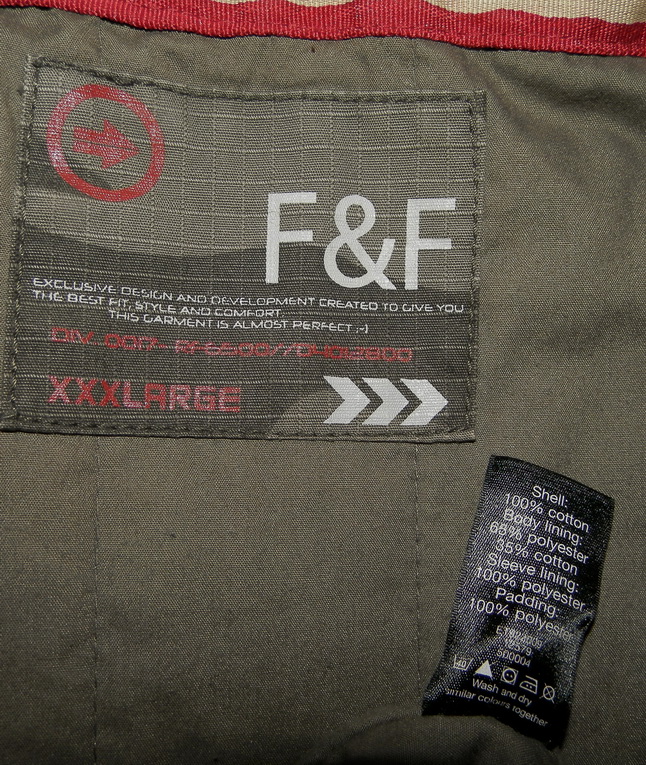 F&F
EXCLUSIVE DESIGN AND DEVELOPMENT CREATED TO GIVE YOU
THE BEST FIT, STYLE AND COMFORT.
THIS GARMENT IS ALMOST PERFECT ;-)
XXXLARGE
Shell:
100% cotton
Body lining:
65% polyester
35% cotton
Sleeve lining:
100% polyester
Padding:
100% polyester
S00004
40
Wash and dry
similar colours together